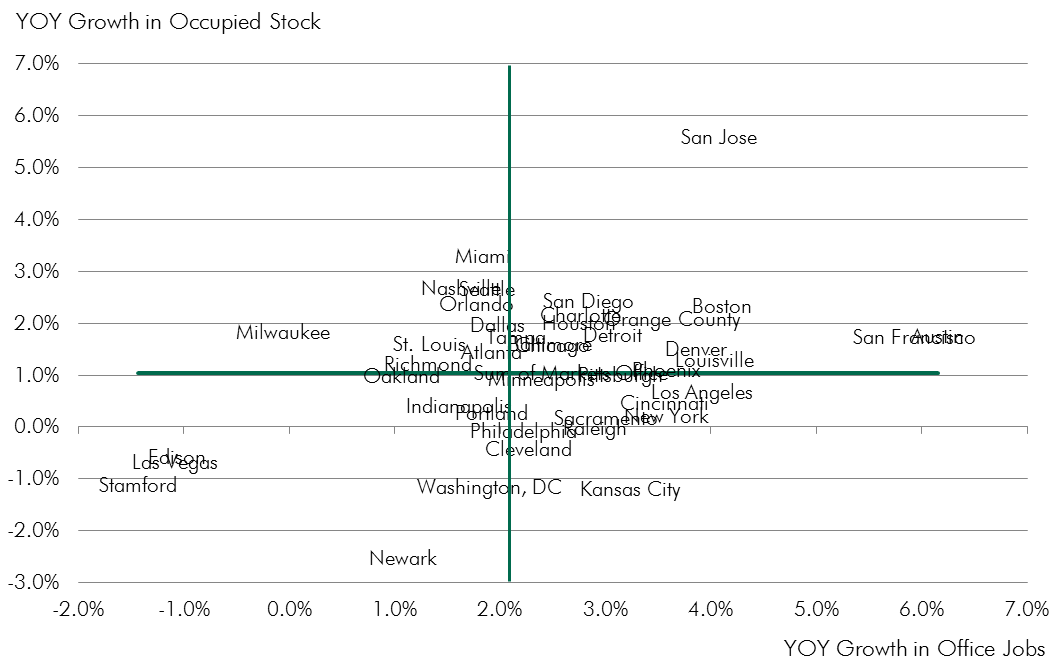 YOY Growth in Occupied Stock
7.0%
6.0%
San Jose
5.0%
4.0%
Miami
3.0%
Nashville
Seattle
Orlando
San Diego
Boston
Charlotte
Orange County
2.0%
Houston
Dallas
Milwaukee
Tampa
Detroit
San Francisco
Austin
St. Louis
Chicago
Atlanta
Denver
Louisville
Richmond
Phoenix
Oakland
Sum of Markets
Pittsburgh
1.0%
Minneapolis
Los Angeles
Indianapolis
Cincinnati
Portland
New York
Sacramento
0.0%
Philadelphia
Raleigh
Cleveland
Edison
Las Vegas
-1.0%
Stamford
Washington, DC
Kansas City
-2.0%
Newark
-3.0%
-2.0% -1.0% 0.0% 1.0% 2.0% 3.0% 4.0% 5.0% 6.0% 7.0%
YOY Growth in Office Jobs